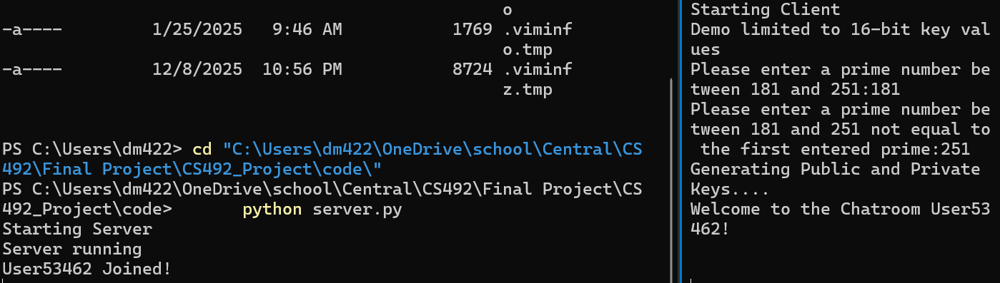 o
-a---- 1/25/2025 9:46 AM 1769 .viminf
o.tmp
-a---- 12/8/2025 10:56 PM 8724 .viminf
z.tmp
PS C:\Users\dm422> cd "C:\Users\dm422\OneDrive\school\Central\CS
492\Final Project\CS492_Project\code\"
PS C:\Users\dm422\OneDrive\school\Central\CS492\Final Project\CS
492_Project\code> python server.py
Starting Server
Server running
User53462 Joined!
Starting Client
Demo limited to 16-bit key val
ues
Please enter a prime number be
tween 181 and 251:181
Please enter a prime number be
tween 181 and 251 not equal to
the first entered prime:251
Generating Public and Private
Keys....
Welcome to the Chatroom User53
462!